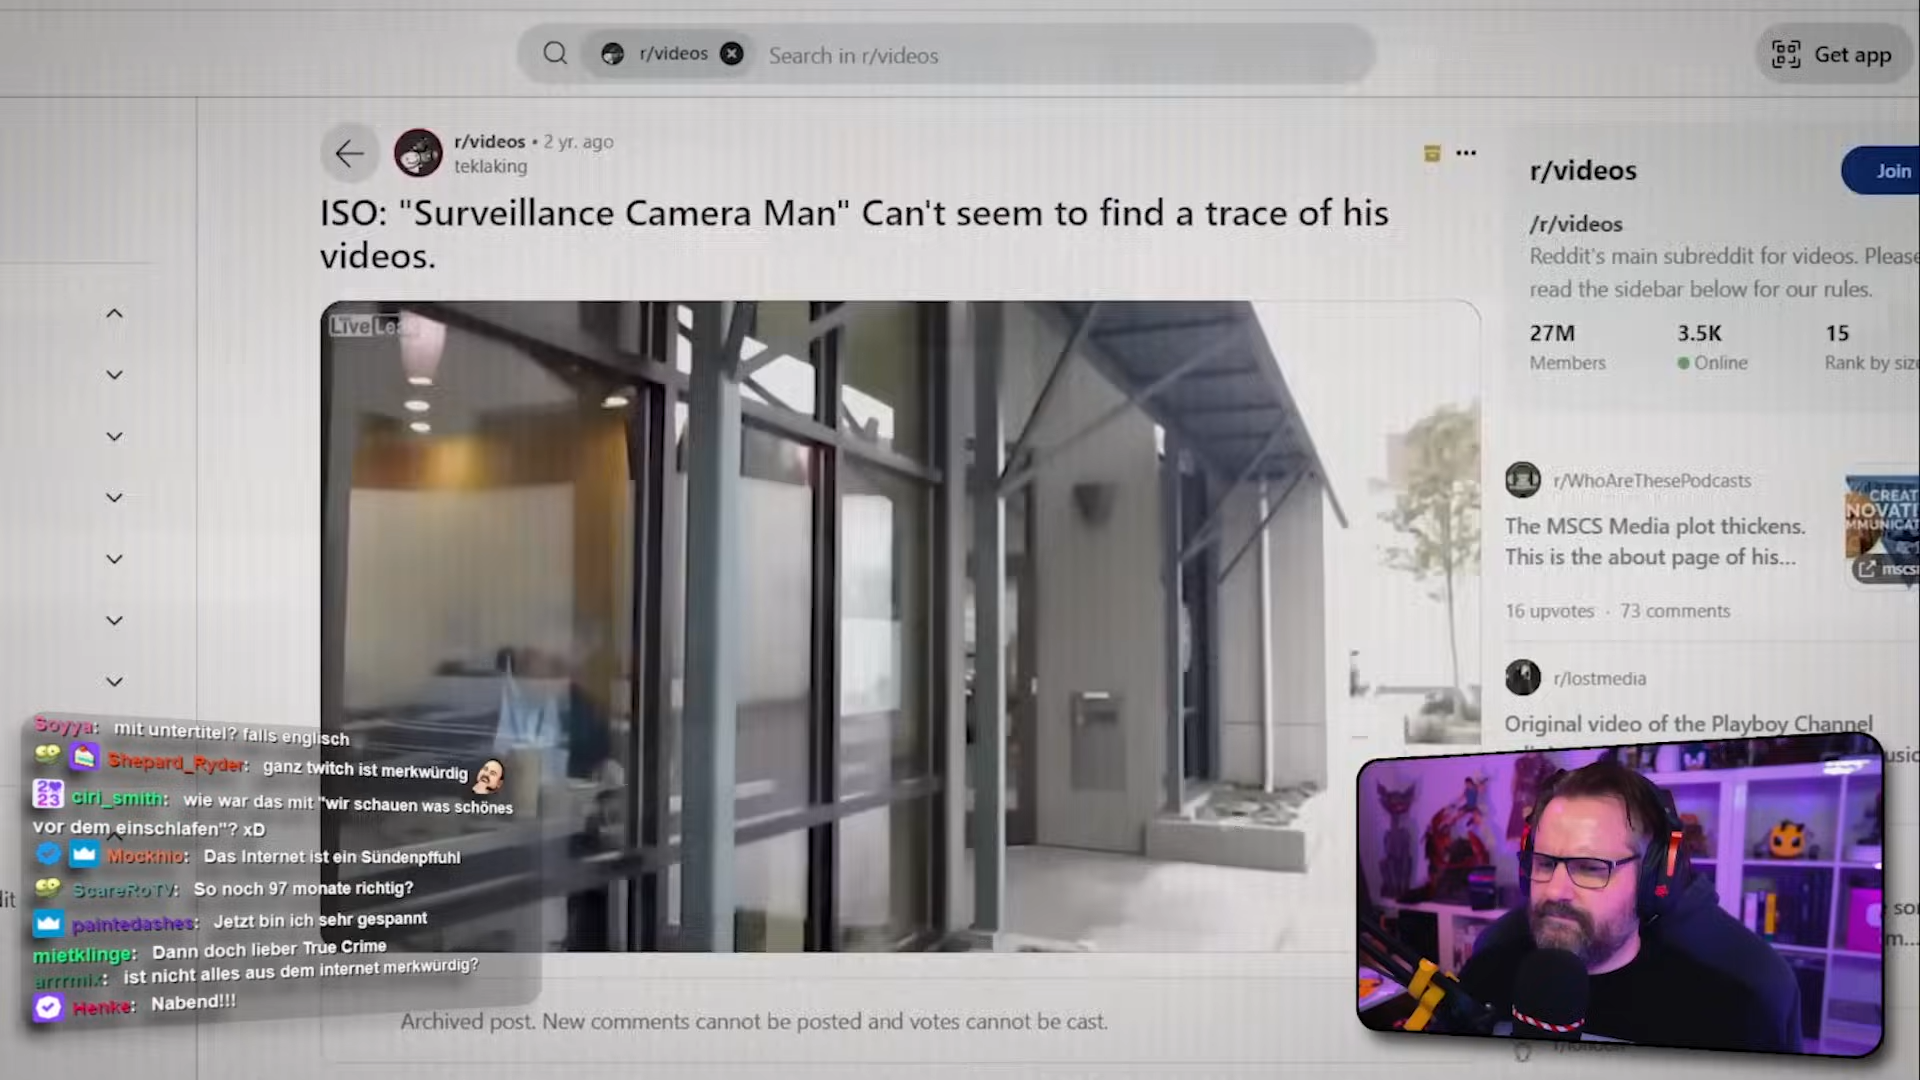 r/videos
Search in r/videos
Get app
r/videos • 2 yr. ago
teklaking
ISO: "Surveillance Camera Man" Can't seem to find a trace of his
videos.
LiveLeak
Archived post. New comments cannot be posted and votes cannot be cast.
r/videos
Join
/r/videos
Reddit's main subreddit for videos. Please
read the sidebar below for our rules.
27M 3.5K 15
Members Online Rank by size
r/WhoAreThesePodcasts
The MSCS Media plot thickens.
This is the about page of his...
16 upvotes · 73 comments
r/lostmedia
Original video of the Playboy Channel
Soyya: mit untertitel? falls englisch
Shepard_Ryder: ganz twitch ist merkwürdig
ciri_smith: wie war das mit "wir schauen was schönes
vor dem einschlafen"? xD
Mockhio: Das Internet ist ein Sündenpffuhl
ScareRoTV: So noch 97 monate richtig?
paintedashes: Jetzt bin ich sehr gespannt
mietklinge: Dann doch lieber True Crime
arrrmix: ist nicht alles aus dem internet merkwürdig?
Henke: Nabend!!!